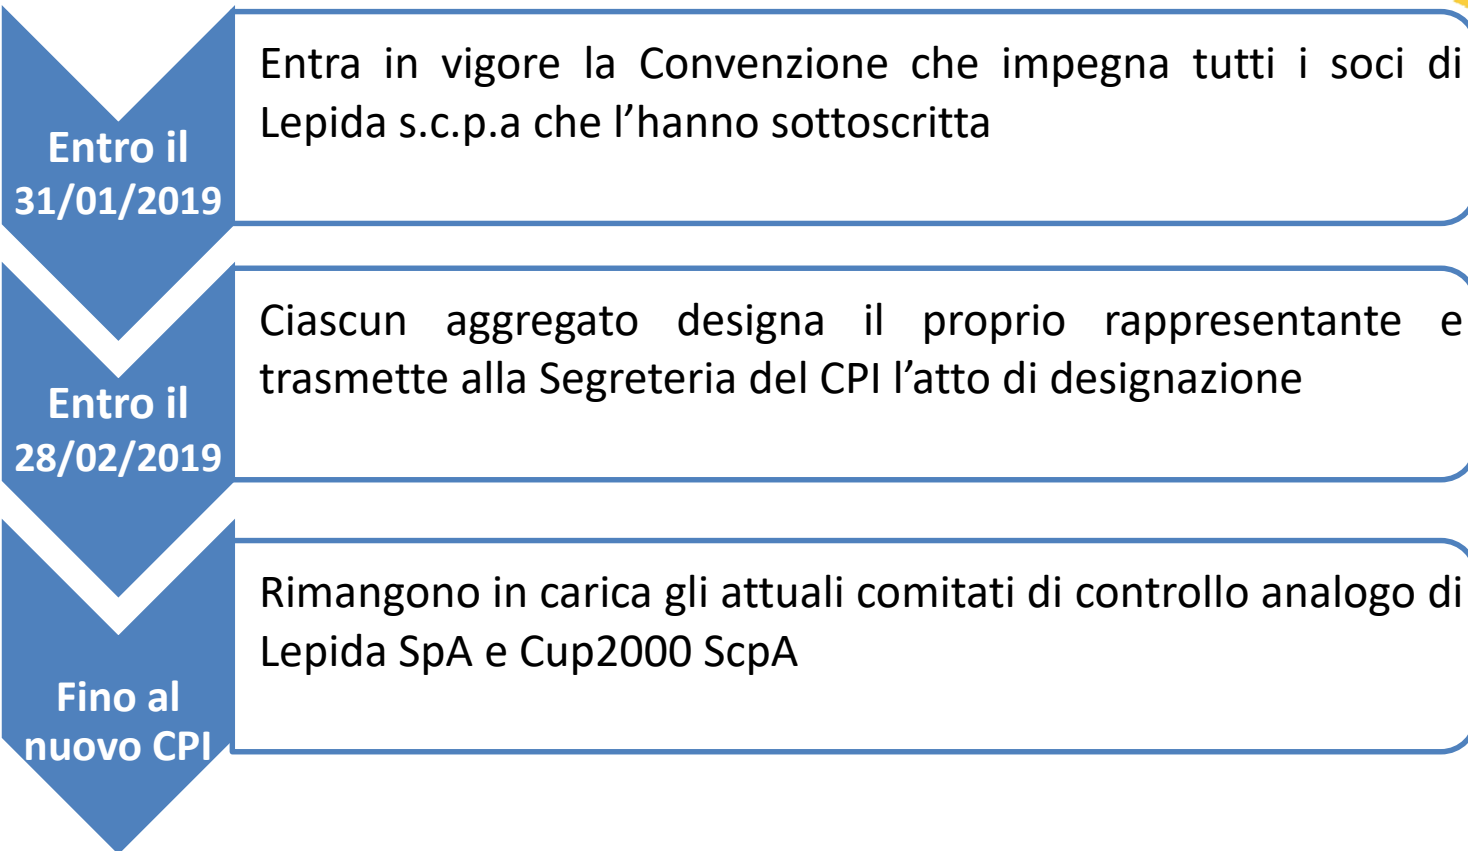 Entro il
31/01/2019
Entra in vigore la Convenzione che impegna tutti i soci di
Lepida s.c.p.a che l’hanno sottoscritta
Entro il
28/02/2019
Ciascun aggregato designa il proprio rappresentante e
trasmette alla Segreteria del CPI l’atto di designazione
Fino al
nuovo CPI
Rimangono in carica gli attuali comitati di controllo analogo di
Lepida SpA e Cup2000 ScpA